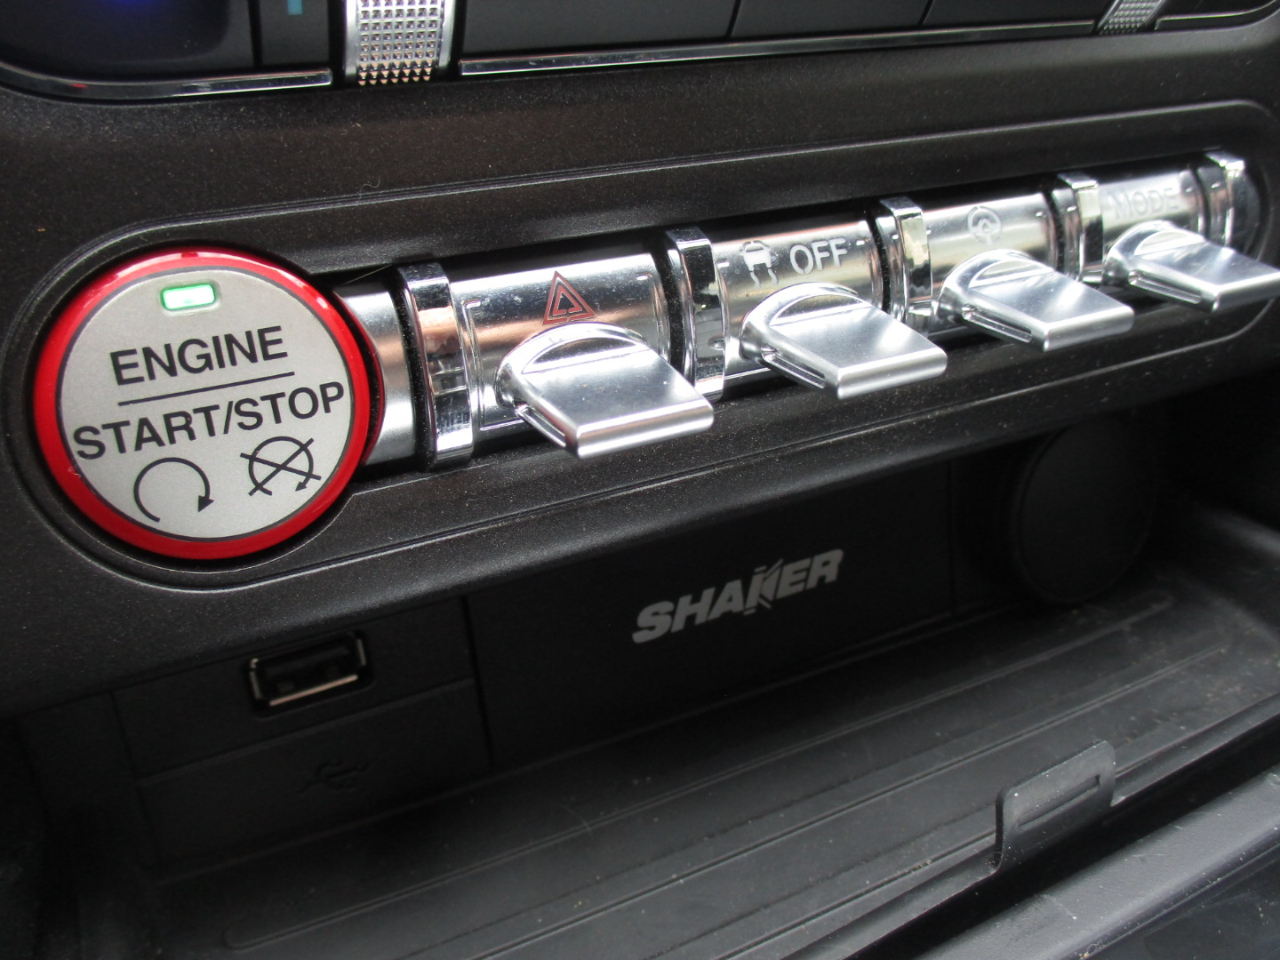 ENGINE
START/STOP
OFF
MODE
SHAKER